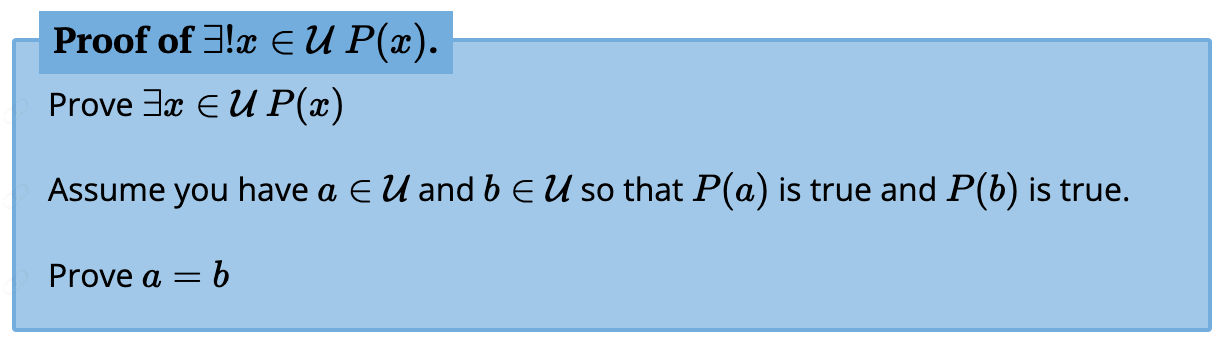 Proof of ∃!x ∈ 𝒰 P(x).
Prove ∃x ∈ 𝒰 P(x)
Assume you have a ∈ 𝒰 and b ∈ 𝒰 so that P(a) is true and P(b) is true.
Prove a = b